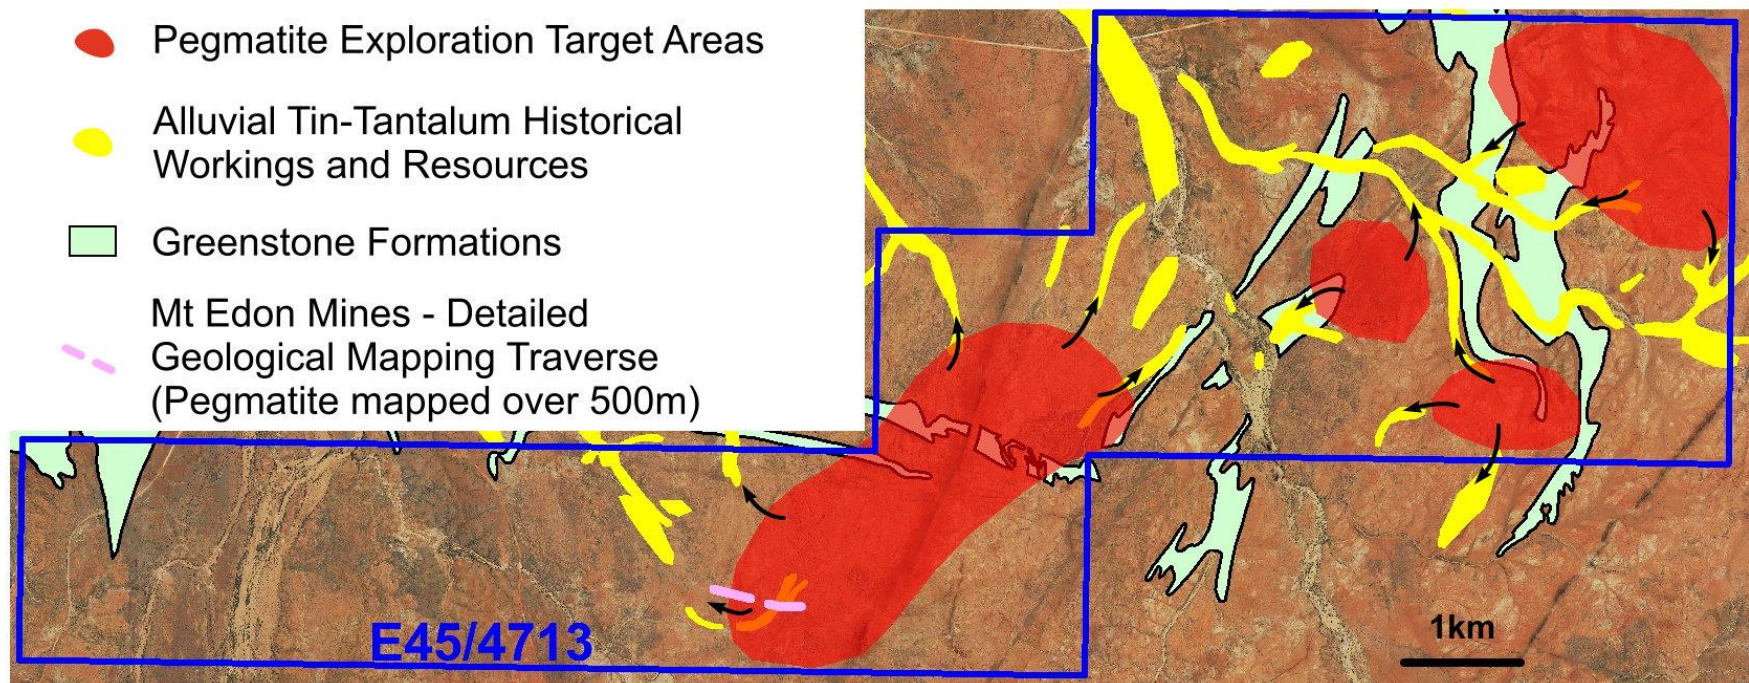 Pegmatite Exploration Target Areas
Alluvial Tin-Tantalum Historical
Workings and Resources
Greenstone Formations
Mt Edon Mines - Detailed
Geological Mapping Traverse
(Pegmatite mapped over 500m)
E45/4713
1km